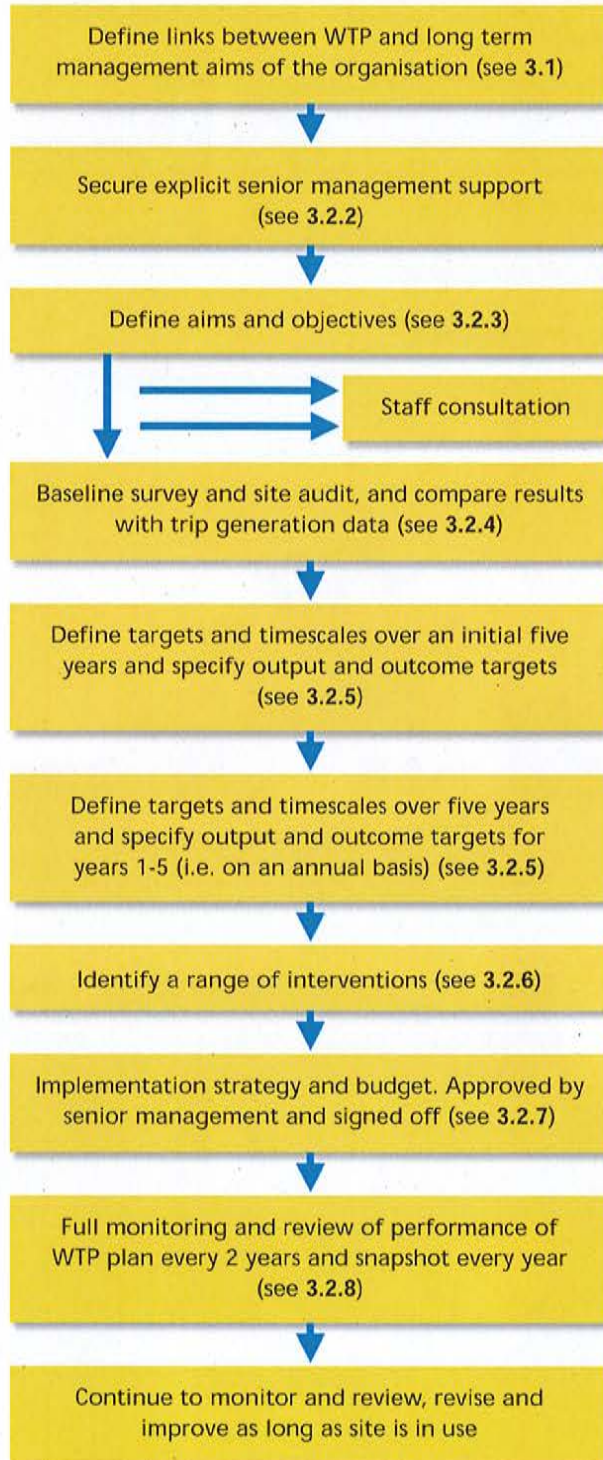 Define links between WTP and long term
management aims of the organisation (see 3.1)
Secure explicit senior management support
(see 3.2.2)
Define aims and objectives (see 3.2.3)
Staff consultation
Baseline survey and site audit, and compare results
with trip generation data (see 3.2.4)
Define targets and timescales over an initial five
years and specify output and outcome targets
(see 3.2.5)
Define targets and timescales over five years
and specify output and outcome targets for
years 1-5 (i.e. on an annual basis) (see 3.2.5)
Identify a range of interventions (see 3.2.6)
Implementation strategy and budget. Approved by
senior management and signed off (see 3.2.7)
Full monitoring and review of performance of
WTP plan every 2 years and snapshot every year
(see 3.2.8)
Continue to monitor and review, revise and
improve as long as site is in use